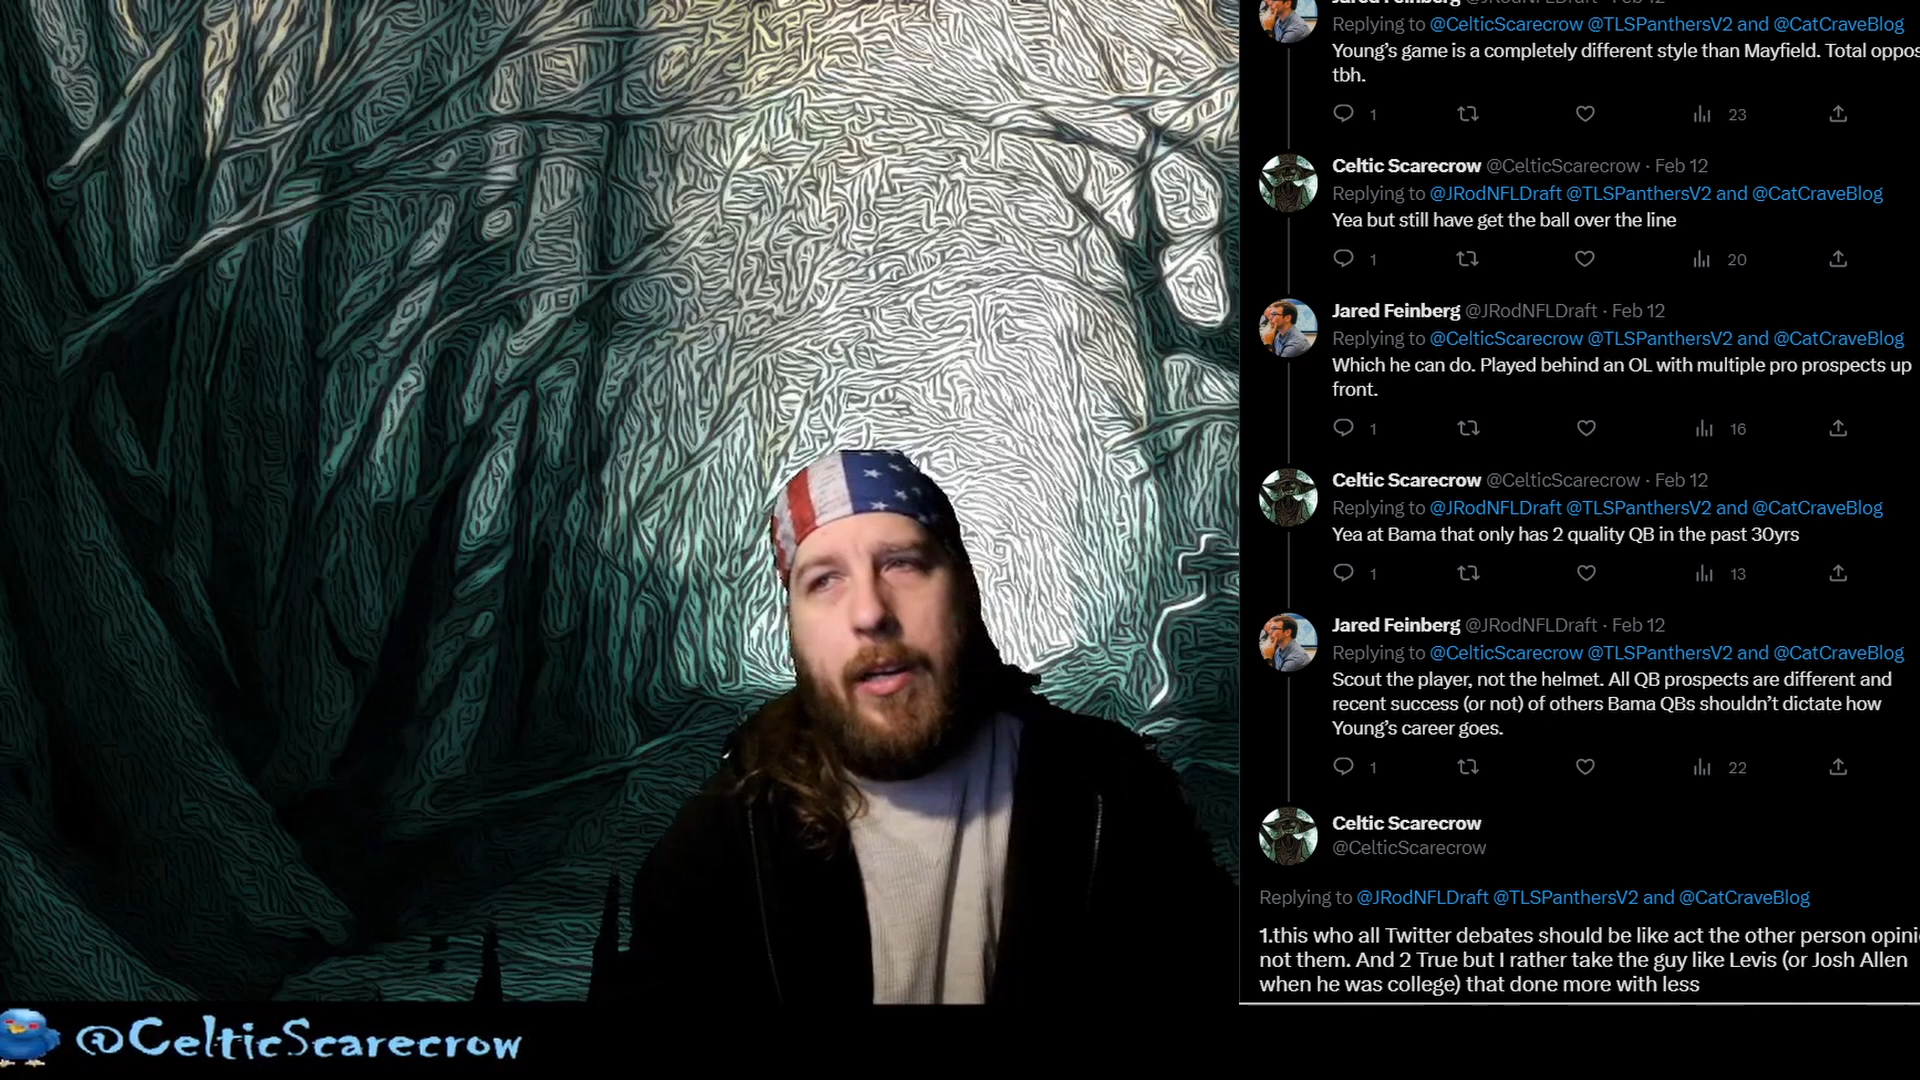 Jared Feinberg @JRodNFLDraft · Feb 12
Replying to @CelticScarecrow @TLSPanthersV2 and @CatCraveBlog
Young's game is a completely different style than Mayfield. Total oppos
tbh.
1 23
Celtic Scarecrow @CelticScarecrow · Feb 12
Replying to @JRodNFLDraft @TLSPanthersV2 and @CatCraveBlog
Yea but still have get the ball over the line
1 20
Jared Feinberg @JRodNFLDraft · Feb 12
Replying to @CelticScarecrow @TLSPanthersV2 and @CatCraveBlog
Which he can do. Played behind an OL with multiple pro prospects up
front.
1 16
Celtic Scarecrow @CelticScarecrow · Feb 12
Replying to @JRodNFLDraft @TLSPanthersV2 and @CatCraveBlog
Yea at Bama that only has 2 quality QB in the past 30yrs
1 13
Jared Feinberg @JRodNFLDraft · Feb 12
Replying to @CelticScarecrow @TLSPanthersV2 and @CatCraveBlog
Scout the player, not the helmet. All QB prospects are different and
recent success (or not) of others Bama QBs shouldn't dictate how
Young's career goes.
1 22
Celtic Scarecrow
@CelticScarecrow
Replying to @JRodNFLDraft @TLSPanthersV2 and @CatCraveBlog
1.this who all Twitter debates should be like act the other person opini
not them. And 2 True but I rather take the guy like Levis (or Josh Allen
when he was college) that done more with less
@CelticScarecrow